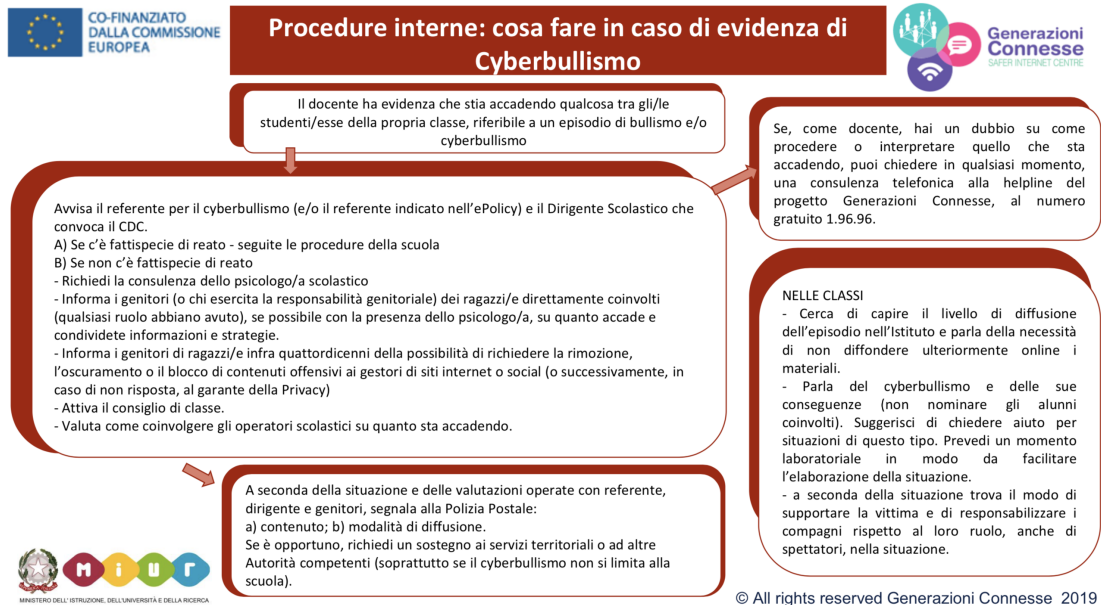 CO-FINANZIATO
DALLA COMMISSIONE
EUROPEA
Procedure interne: cosa fare in caso di evidenza di
Cyberbullismo
Generazioni
Connesse
SAFER INTERNET CENTRE
Il docente ha evidenza che stia accadendo qualcosa tra gli/le
studenti/esse della propria classe, riferibile a un episodio di bullismo e/o
cyberbullismo
Se, come docente, hai un dubbio su come
procedere o interpretare quello che sta
accadendo, puoi chiedere in qualsiasi momento,
una consulenza telefonica alla helpline del
progetto Generazioni Connesse, al numero
gratuito 1.96.96.
Avvisa il referente per il cyberbullismo (e/o il referente indicato nell'ePolicy) e il Dirigente Scolastico che
convoca il CDC.
A) Se c'è fattispecie di reato - seguite le procedure della scuola
B) Se non c'è fattispecie di reato
- Richiedi la consulenza dello psicologo/a scolastico
- Informa i genitori (o chi esercita la responsabilità genitoriale) dei ragazzi/e direttamente coinvolti
(qualsiasi ruolo abbiano avuto), se possibile con la presenza dello psicologo/a, su quanto accade e
condividete informazioni e strategie.
- Informa i genitori di ragazzi/e infra quattordicenni della possibilità di richiedere la rimozione,
l'oscuramento o il blocco di contenuti offensivi ai gestori di siti internet o social (o successivamente, in
caso di non risposta, al garante della Privacy)
- Attiva il consiglio di classe.
- Valuta come coinvolgere gli operatori scolastici su quanto sta accadendo.
NELLE CLASSI
- Cerca di capire il livello di diffusione
dell'episodio nell'Istituto e parla della necessità
di non diffondere ulteriormente online i
materiali.
- Parla del cyberbullismo e delle sue
conseguenze (non nominare gli alunni
coinvolti). Suggerisci di chiedere aiuto per
situazioni di questo tipo. Prevedi un momento
laboratoriale in modo da facilitare
l'elaborazione della situazione.
- a seconda della situazione trova il modo di
supportare la vittima e di responsabilizzare i
compagni rispetto al loro ruolo, anche di
spettatori, nella situazione.
A seconda della situazione e delle valutazioni operate con referente,
dirigente e genitori, segnala alla Polizia Postale:
a) contenuto; b) modalità di diffusione.
Se è opportuno, richiedi un sostegno ai servizi territoriali o ad altre
Autorità competenti (soprattutto se il cyberbullismo non si limita alla
scuola).
miur
MINISTERO DELL' ISTRUZIONE, DELL'UNIVERSITÀ E DELLA RICERCA
© All rights reserved Generazioni Connesse 2019